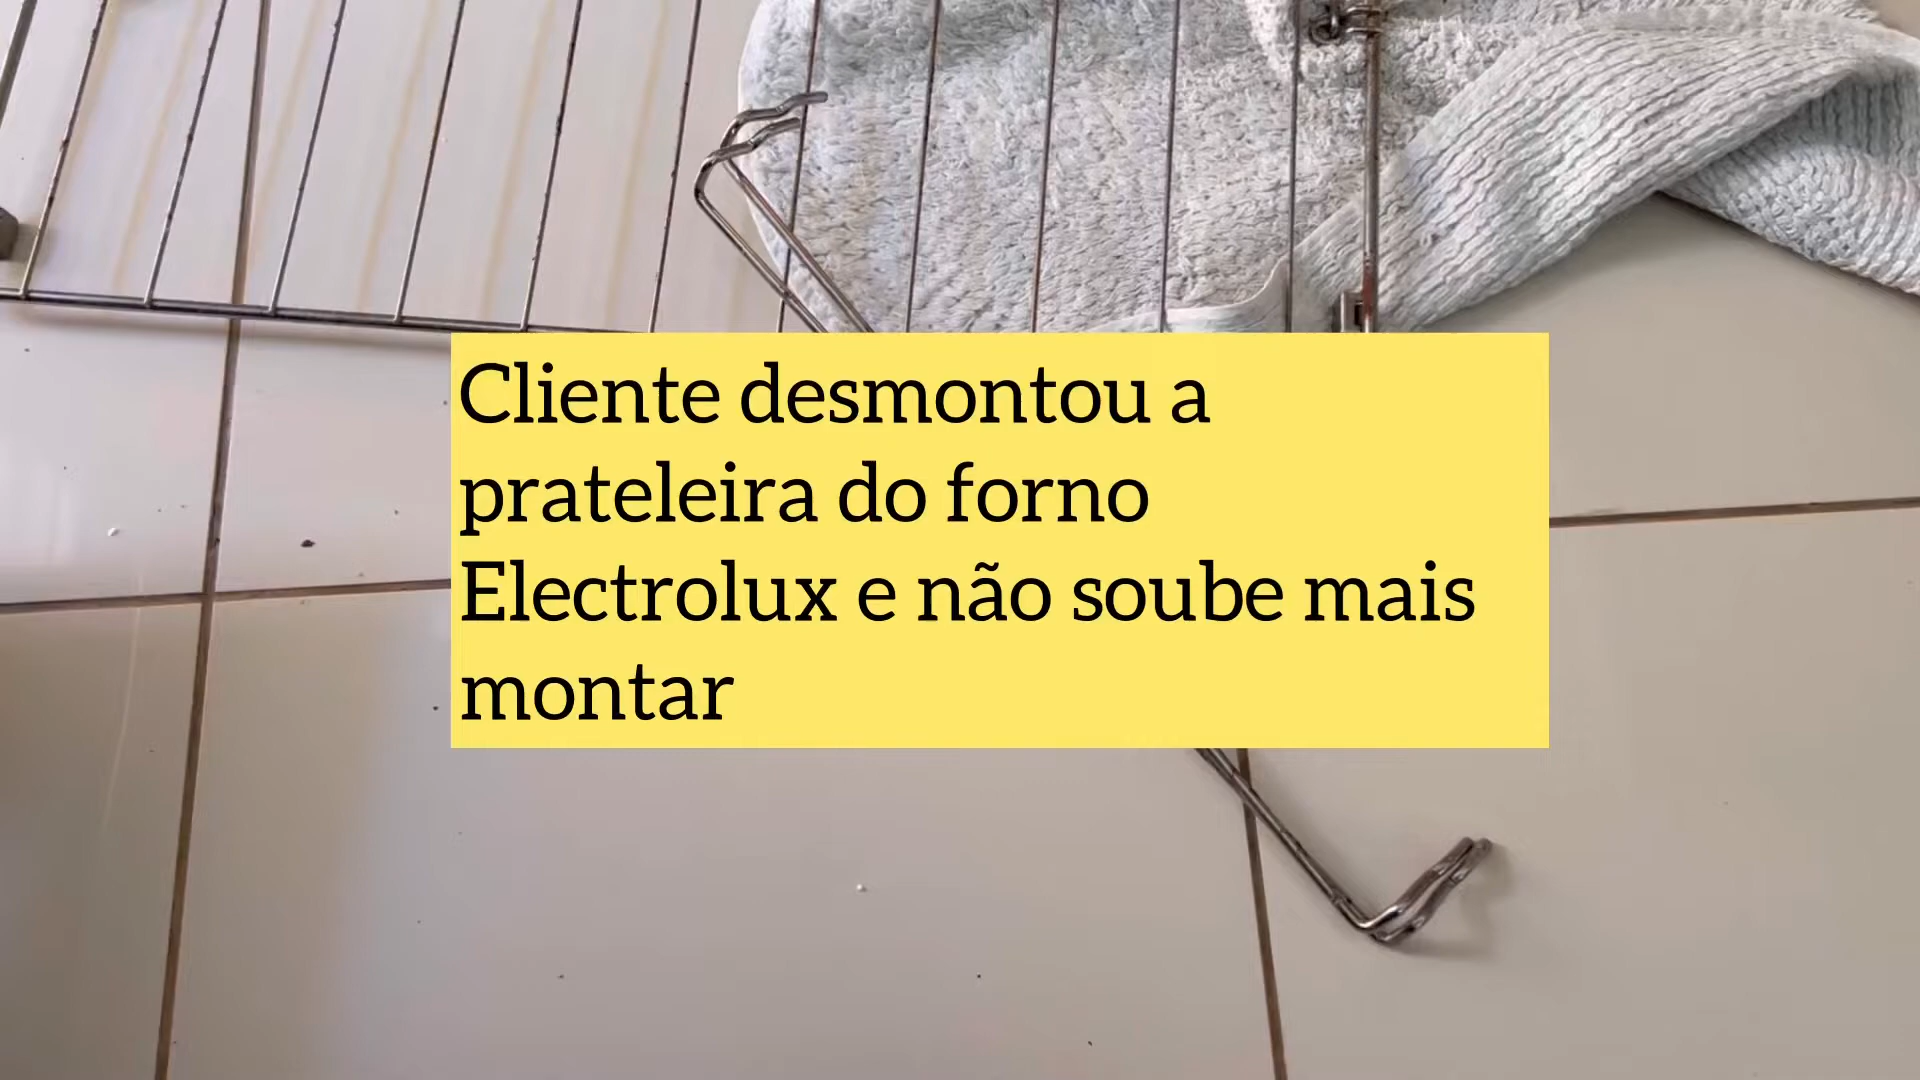 Cliente desmontou a
prateleira do forno
Electrolux e não soube mais
montar